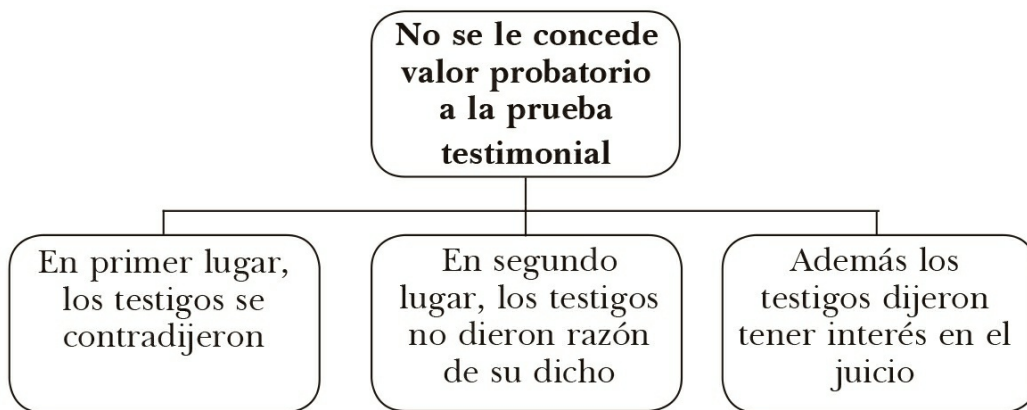 No se le concede
valor probatorio
a la prueba
testimonial
En primer lugar,
los testigos se
contradijeron
En segundo
lugar, los testigos
no dieron razón
de su dicho
Además los
testigos dijeron
tener interés en el
juicio